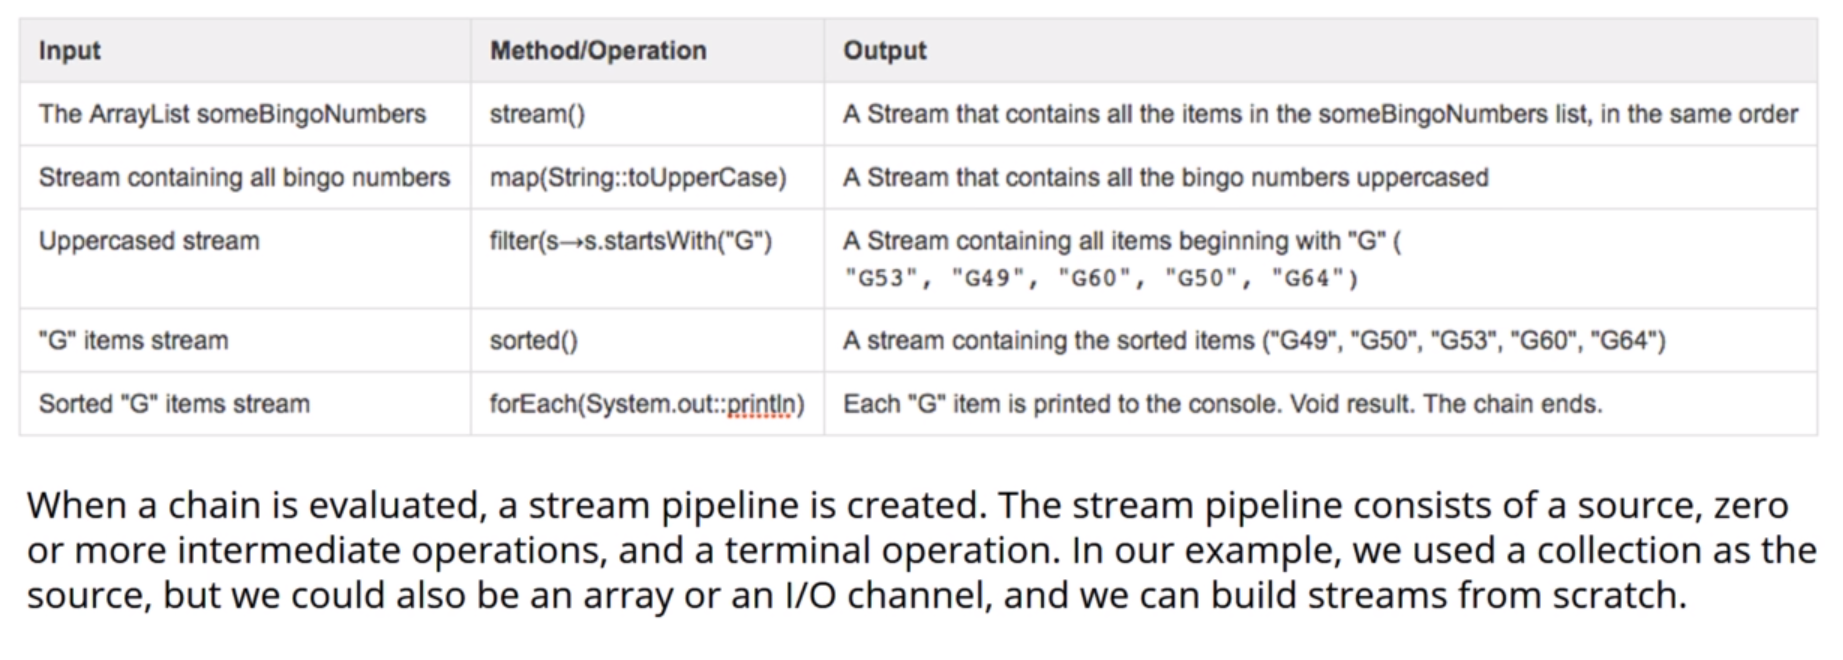 Input Method/Operation Output
The ArrayList someBingoNumbers stream() A Stream that contains all the items in the someBingoNumbers list, in the same order
Stream containing all bingo numbers map(String::toUpperCase) A Stream that contains all the bingo numbers uppercased
Uppercased stream filter(s→s.startsWith("G") A Stream containing all items beginning with "G" (
"G53", "G49", "G60", "G50", "G64")
"G" items stream sorted() A stream containing the sorted items ("G49", "G50", "G53", "G60", "G64")
Sorted "G" items stream forEach(System.out::println) Each "G" item is printed to the console. Void result. The chain ends.
When a chain is evaluated, a stream pipeline is created. The stream pipeline consists of a source, zero
or more intermediate operations, and a terminal operation. In our example, we used a collection as the
source, but we could also be an array or an I/O channel, and we can build streams from scratch.